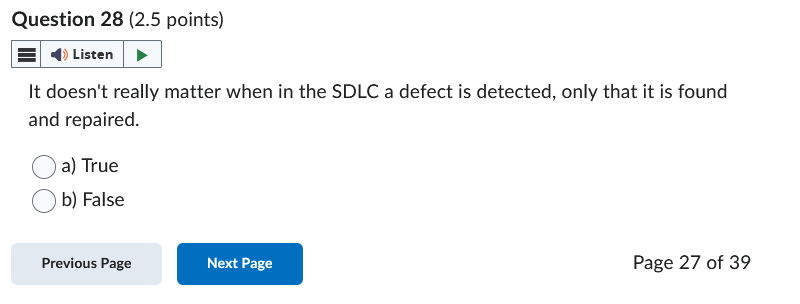 Question 28 (2.5 points)
Listen
It doesn't really matter when in the SDLC a defect is detected, only that it is found
and repaired.
a) True
b) False
Previous Page Next Page Page 27 of 39